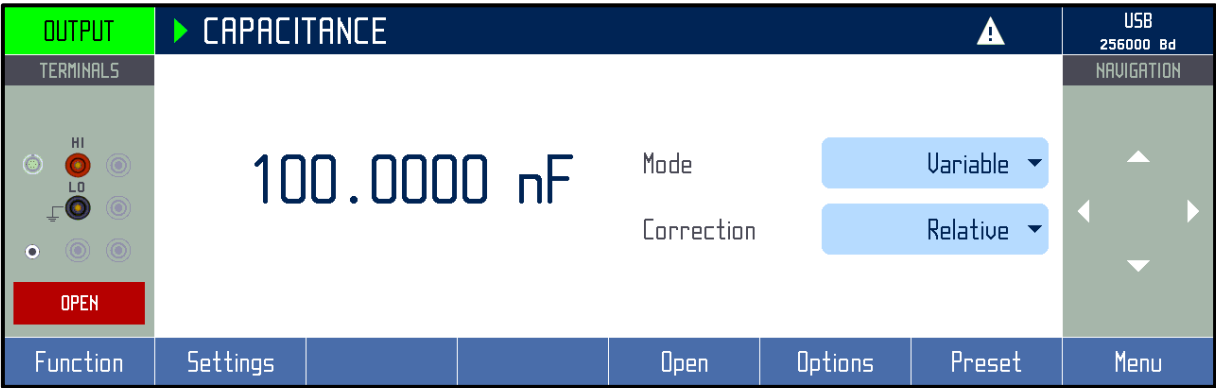 OUTPUT
CAPACITANCE
USB
256000 Bd
TERMINALS
NAVIGATION
HI
LO
100.0000 nF
Mode
Variable
Correction
Relative
OPEN
Function
Settings
Open
Options
Preset
Menu